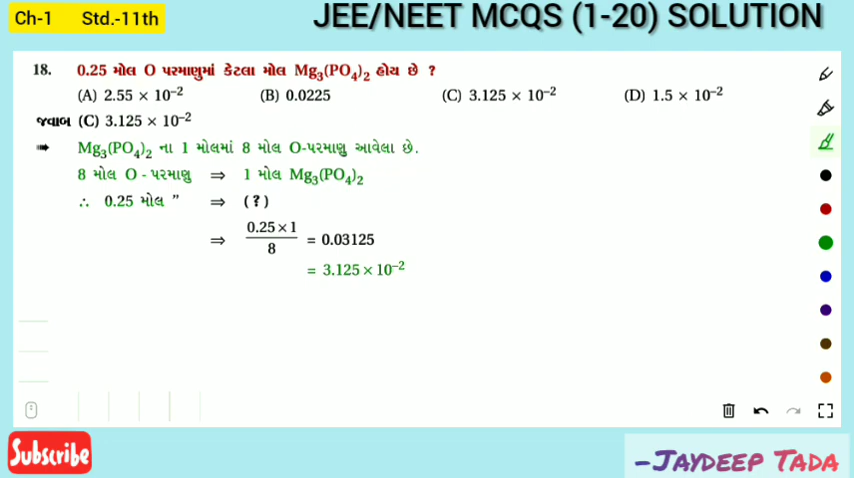 Ch-1 Std.-11th
JEE/NEET MCQS (1-20) SOLUTION
18. 0.25 મોલ O પરમાણુમાં કેટલા મોલ Mg₃(PO₄)₂ હોય છે ?
(A) 2.55 × 10⁻² (B) 0.0225 (C) 3.125 × 10⁻² (D) 1.5 × 10⁻²
જવાબ (C) 3.125 × 10⁻²
➠ Mg₃(PO₄)₂ ના 1 મોલમાં 8 મોલ O-પરમાણુ આવેલા છે.
8 મોલ O - પરમાણુ ⇒ 1 મોલ Mg₃(PO₄)₂
∴ 0.25 મોલ ” ⇒ (?)
⇒ 0.25 × 1 / 8 = 0.03125
= 3.125 × 10⁻²
Subscribe
-JAYDEEP TADA